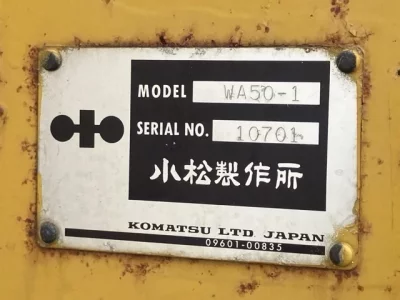 MODEL WA50-1
SERIAL NO. 10701
小松製作所
KOMATSU LTD. JAPAN
09601-00835